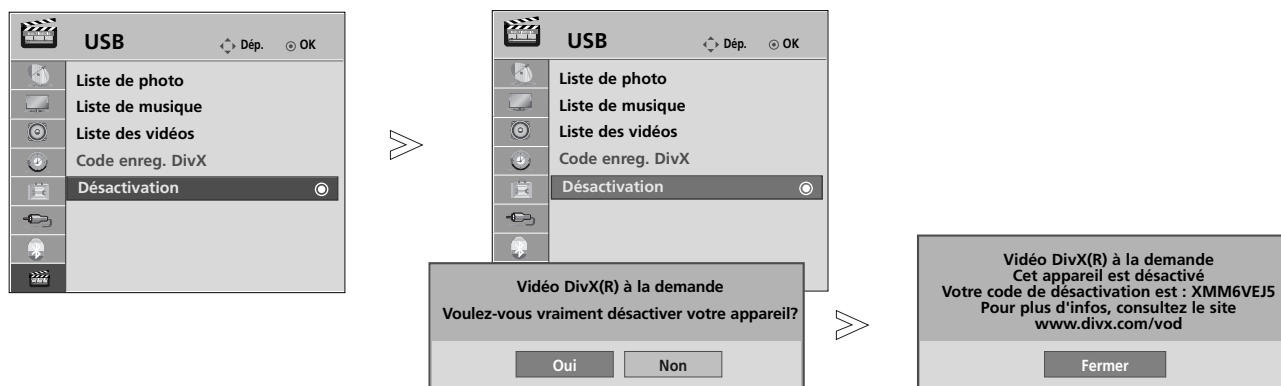 USB Dép. OK
Liste de photo
Liste de musique
Liste des vidéos
Code enreg. DivX
Désactivation
USB Dép. OK
Liste de photo
Liste de musique
Liste des vidéos
Code enreg. DivX
Désactivation
Vidéo DivX(R) à la demande
Voulez-vous vraiment désactiver votre appareil?
Oui Non
Vidéo DivX(R) à la demande
Cet appareil est désactivé
Votre code de désactivation est : XMM6VEJ5
Pour plus d'infos, consultez le site
www.divx.com/vod
Fermer